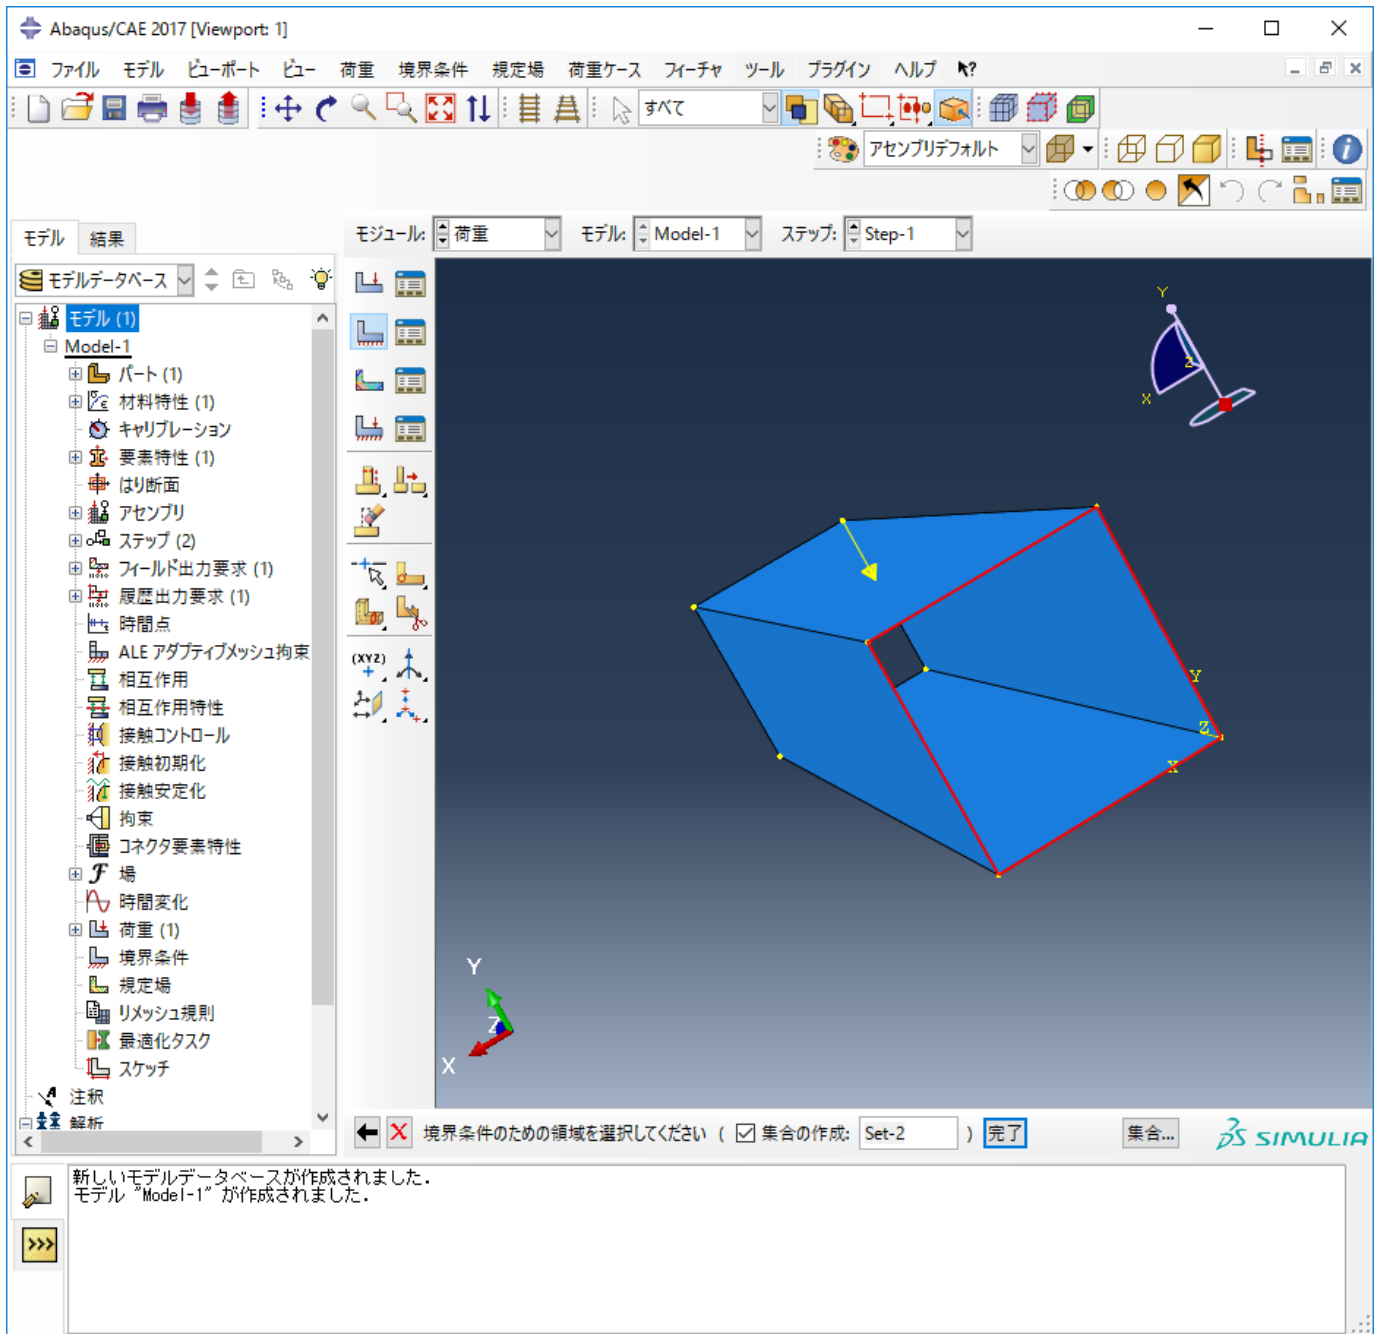 Abaqus/CAE 2017 [Viewport: 1]
ファイル モデル ビューポート ビュー 荷重 境界条件 規定場 荷重ケース フィーチャ ツール プラグイン ヘルプ
すべて
アセンブリデフォルト
モデル 結果
モジュール: 荷重 モデル: Model-1 ステップ: Step-1
モデルデータベース
モデル (1)
Model-1
パート (1)
材料特性 (1)
キャリブレーション
要素特性 (1)
はり断面
アセンブリ
ステップ (2)
フィールド出力要求 (1)
履歴出力要求 (1)
時間点
ALE アダプティブメッシュ拘束
相互作用
相互作用特性
接触コントロール
接触初期化
接触安定化
拘束
コネクタ要素特性
場
時間変化
荷重 (1)
境界条件
規定場
リメッシュ規則
最適化タスク
スケッチ
注釈
解析
(XYZ)
Y
Z
X
Y
Z
X
Y
Z
X
境界条件のための領域を選択してください ( 集合の作成: Set-2 ) 完了 集合...
SIMULIA
新しいモデルデータベースが作成されました.
モデル "Model-1" が作成されました.
>>>